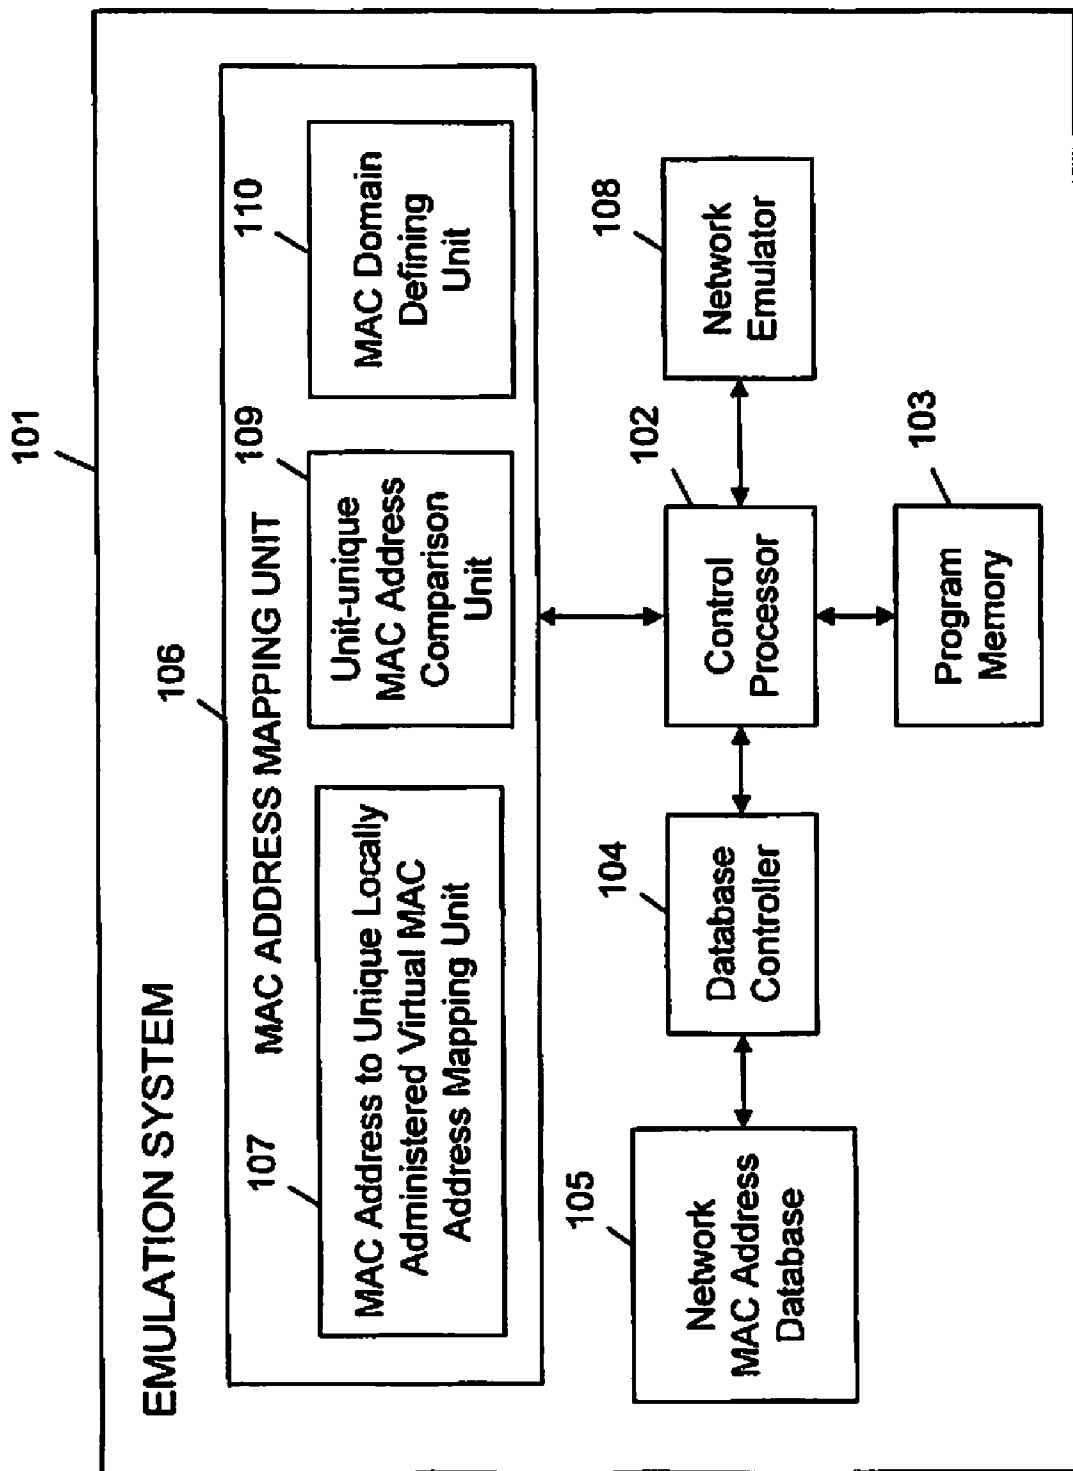 101
EMULATION SYSTEM
106
MAC ADDRESS MAPPING UNIT
107
MAC Address to Unique Locally
Administered Virtual MAC
Address Mapping Unit
109
Unit-unique
MAC Address
Comparison
Unit
110
MAC Domain
Defining
Unit
105
Network
MAC Address
Database
104
Database
Controller
102
Control
Processor
108
Network
Emulator
103
Program
Memory